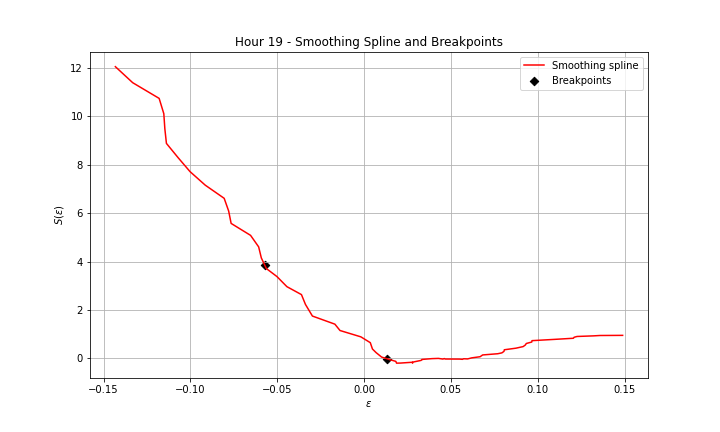 Hour 19 - Smoothing Spline and Breakpoints
Smoothing spline
Breakpoints
12
10
8
6
4
2
0
S(ε)
−0.15
−0.10
−0.05
0.00
0.05
0.10
0.15
ε